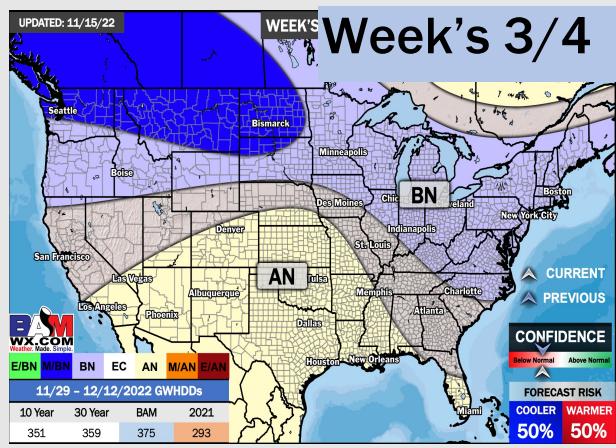 UPDATED: 11/15/22
WEEK'S
Week's 3/4
Seattle
Bismarck
Minneapolis
Boise
Boston
BN
Chic
veland
New York City
Des Moines
Indianapolis
Denver
St. Louis
San Francisco
AN
Tulsa
Las Vegas
CURRENT
PREVIOUS
Los Angeles
Albuquerque
Memphis
Charlotte
Atlanta
Phoenix
Dallas
BAM
WX.COM
Weather. Made. Simple.
CONFIDENCE
Below Normal Above Normal
Houston
New Orleans
Miami
E/BN M/BN BN EC AN M/AN E/AN
11/29 – 12/12/2022 GWHDDs
10 Year 30 Year BAM 2021
351 359 375 293
FORECAST RISK
COOLER WARMER
50% 50%